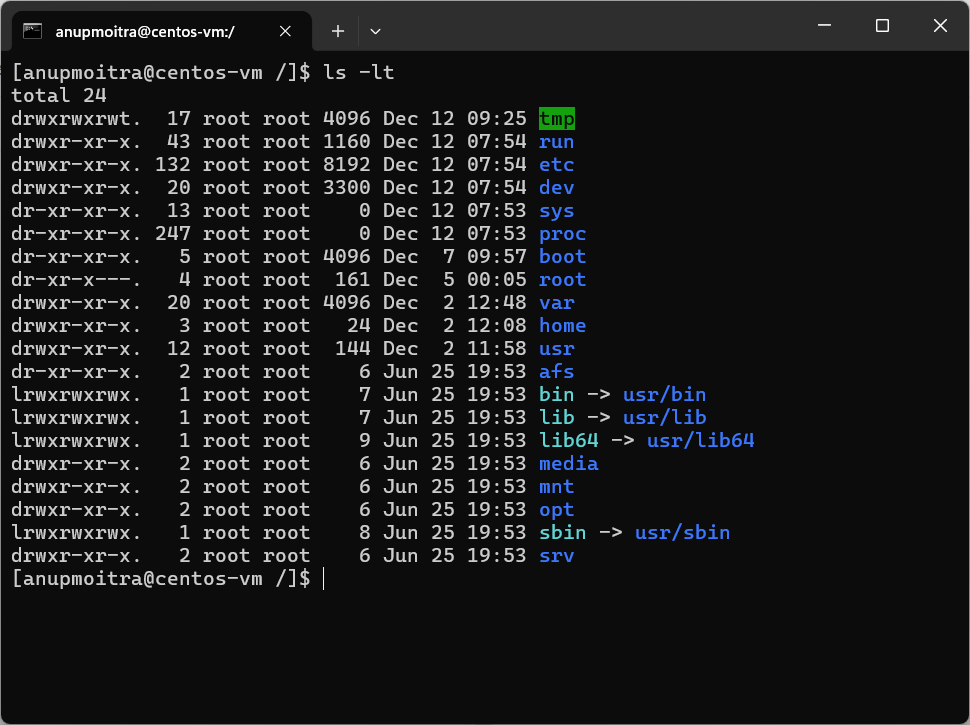 anupmoitra@centos-vm:/
[anupmoitra@centos-vm /]$ ls -lt
total 24
drwxrwxrwt.  17 root root 4096 Dec 12 09:25 tmp
drwxr-xr-x.  43 root root 1160 Dec 12 07:54 run
drwxr-xr-x. 132 root root 8192 Dec 12 07:54 etc
drwxr-xr-x.  20 root root 3300 Dec 12 07:54 dev
dr-xr-xr-x.  13 root root    0 Dec 12 07:53 sys
dr-xr-xr-x. 247 root root    0 Dec 12 07:53 proc
dr-xr-xr-x.   5 root root 4096 Dec  7 09:57 boot
dr-xr-x---.   4 root root  161 Dec  5 00:05 root
drwxr-xr-x.  20 root root 4096 Dec  2 12:48 var
drwxr-xr-x.   3 root root   24 Dec  2 12:08 home
drwxr-xr-x.  12 root root  144 Dec  2 11:58 usr
dr-xr-xr-x.   2 root root    6 Jun 25 19:53 afs
lrwxrwxrwx.   1 root root    7 Jun 25 19:53 bin -> usr/bin
lrwxrwxrwx.   1 root root    7 Jun 25 19:53 lib -> usr/lib
lrwxrwxrwx.   1 root root    9 Jun 25 19:53 lib64 -> usr/lib64
drwxr-xr-x.   2 root root    6 Jun 25 19:53 media
drwxr-xr-x.   2 root root    6 Jun 25 19:53 mnt
drwxr-xr-x.   2 root root    6 Jun 25 19:53 opt
lrwxrwxrwx.   1 root root    8 Jun 25 19:53 sbin -> usr/sbin
drwxr-xr-x.   2 root root    6 Jun 25 19:53 srv
[anupmoitra@centos-vm /]$